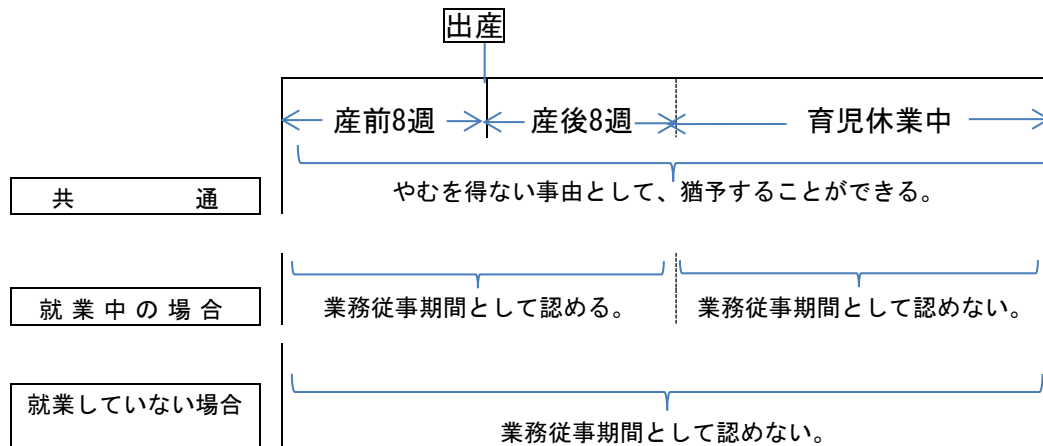 出産
産前8週
産後8週
育児休業中
やむを得ない事由として、猶予することができる。
共通
業務従事期間として認める。
業務従事期間として認めない。
就業中の場合
就業していない場合
業務従事期間として認めない。